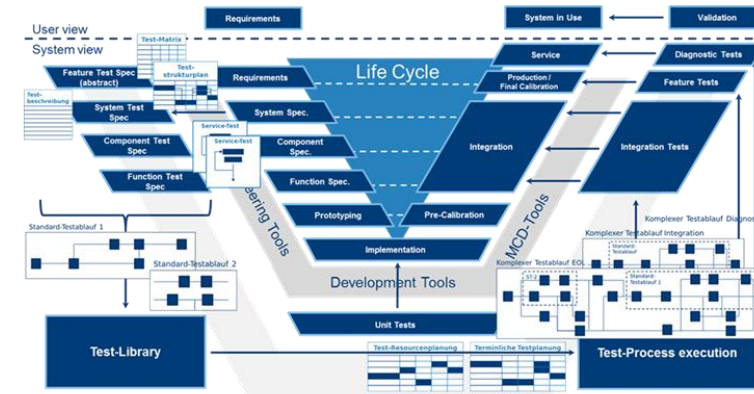 Requirements
System in Use
Validation
User view
System view
Test-Matrix
Service
Diagnostic Tests
Feature Test Spec
(abstract)
Test-
strukturplan
Requirements
Life Cycle
Production /
Final Calibration
Feature Tests
Test-
beschreibung
System Test
Spec
System Spec.
Service-Test
Service-Test
Component Test
Spec
Component
Spec.
Integration
Integration Tests
Function Test
Spec
Function Spec.
Prototyping
Pre-Calibration
Implementation
MCD-Tools
Development Tools
Unit Tests
Standard-Testablauf 1
Standard-Testablauf 2
Komplexer Testablauf
Komplexer Testablauf Integration
Standard-
Testablauf
Komplexer Testablauf EOL
ST-2
Standard-
Testablauf 1
Test-Library
Test-Resourcenplanung
Terminliche Testplanung
Test-Process execution